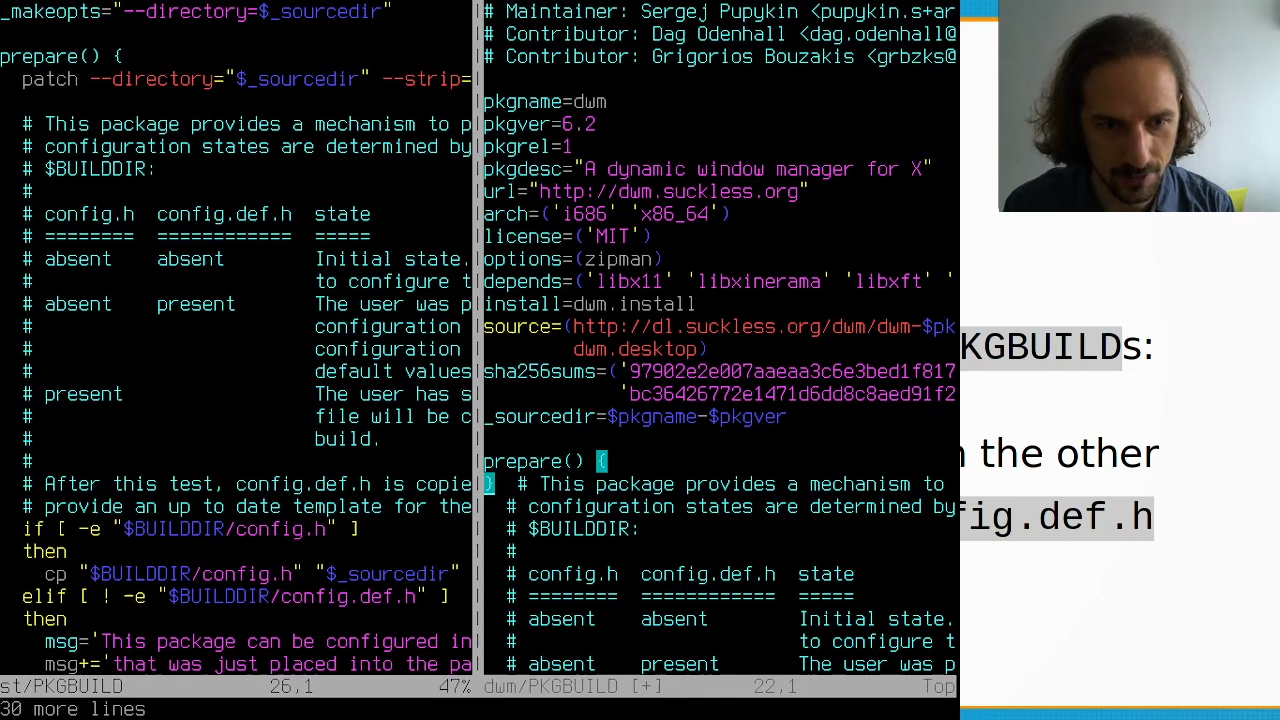 _makeopts="--directory=$_sourcedir"
prepare() {
patch --directory="$_sourcedir" --strip=
# This package provides a mechanism to p
# configuration states are determined by
# $BUILDDIR:
#
# config.h config.def.h state
# ======== ============ =====
# absent absent Initial state.
# to configure t
# absent present The user was p
# configuration
# configuration
# default values
# present The user has s
# file will be c
# build.
#
# After this test, config.def.h is copie
# provide an up to date template for the
if [ -e "$BUILDDIR/config.h" ]
then
cp "$BUILDDIR/config.h" "$_sourcedir"
elif [ ! -e "$BUILDDIR/config.def.h" ]
then
msg='This package can be configured in
msg+='that was just placed into the pa
st/PKGBUILD 26,1 47%
30 more lines
# Maintainer: Sergej Pupykin <pupykin.s+ar
# Contributor: Dag Odenhall <dag.odenhall@
# Contributor: Grigorios Bouzakis <grbzks@
pkgname=dwm
pkgver=6.2
pkgrel=1
pkgdesc="A dynamic window manager for X"
url="http://dwm.suckless.org"
arch=('i686' 'x86_64')
license=('MIT')
options=(zipman)
depends=('libx11' 'libxinerama' 'libxft' '
install=dwm.install
source=(http://dl.suckless.org/dwm/dwm-$pk
dwm.desktop)
sha256sums=('97902e2e007aaeaa3c6e3bed1f817
'bc36426772e1471d6dd8c8aed91f2
_sourcedir=$pkgname-$pkgver
prepare() {
} # This package provides a mechanism to
# configuration states are determined by
# $BUILDDIR:
#
# config.h config.def.h state
# ======== ============ =====
# absent absent Initial state.
# to configure t
# absent present The user was p
dwm/PKGBUILD [+] 22,1 Top
KGBUILDs:
n the other
fig.def.h